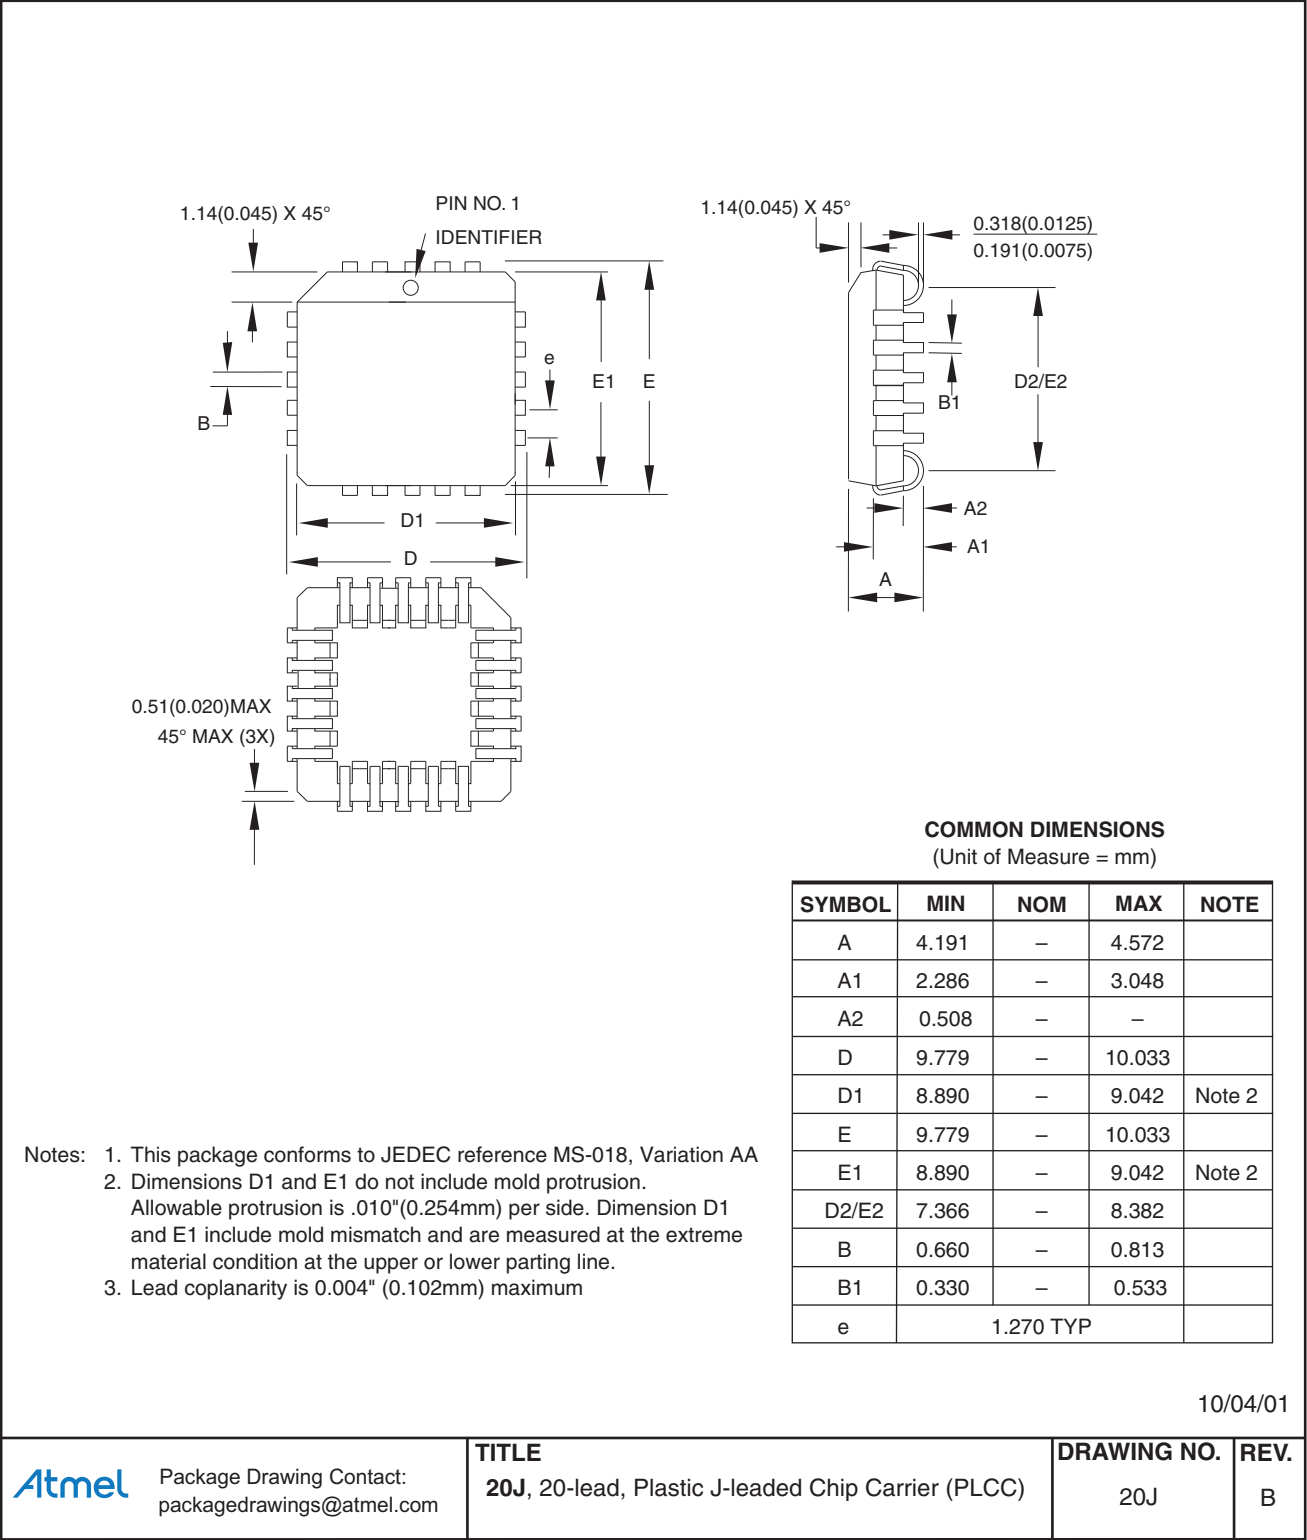 1.14(0.045) X 45°
PIN NO. 1
IDENTIFIER
1.14(0.045) X 45°
0.318(0.0125)
0.191(0.0075)
e
E1
E
B
D1
D
B1
D2/E2
A2
A1
A
0.51(0.020)MAX
45° MAX (3X)
COMMON DIMENSIONS
(Unit of Measure = mm)
SYMBOL MIN NOM MAX NOTE
A 4.191 – 4.572
A1 2.286 – 3.048
A2 0.508 – –
D 9.779 – 10.033
D1 8.890 – 9.042 Note 2
E 9.779 – 10.033
E1 8.890 – 9.042 Note 2
D2/E2 7.366 – 8.382
B 0.660 – 0.813
B1 0.330 – 0.533
e 1.270 TYP
Notes: 1. This package conforms to JEDEC reference MS-018, Variation AA
2. Dimensions D1 and E1 do not include mold protrusion.
Allowable protrusion is .010"(0.254mm) per side. Dimension D1
and E1 include mold mismatch and are measured at the extreme
material condition at the upper or lower parting line.
3. Lead coplanarity is 0.004" (0.102mm) maximum
10/04/01
Atmel
Package Drawing Contact:
packagedrawings@atmel.com
TITLE
20J, 20-lead, Plastic J-leaded Chip Carrier (PLCC)
DRAWING NO.
20J
REV.
B